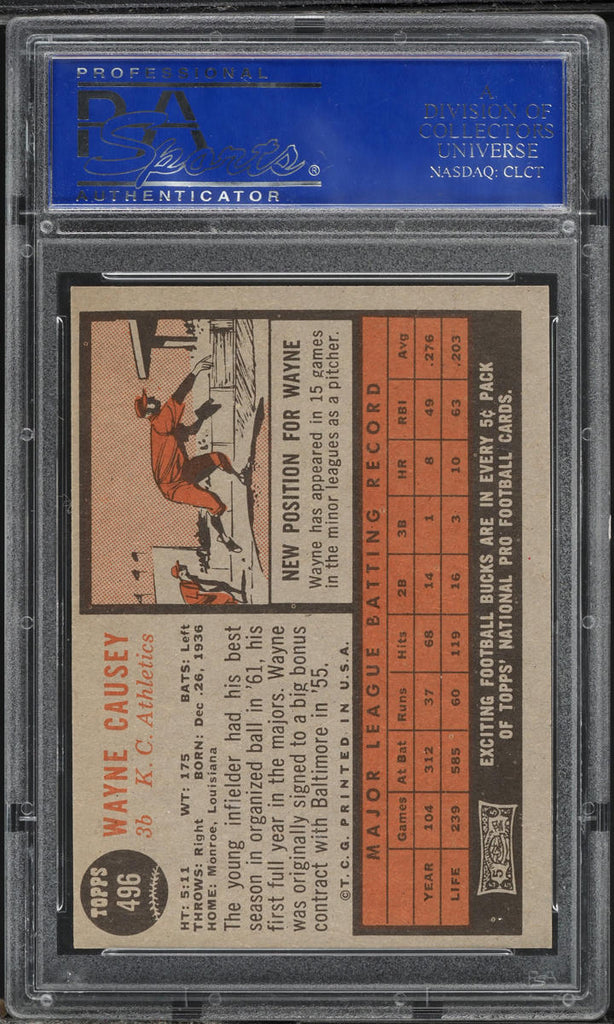 PROFESSIONAL
PSA
Sports®
AUTHENTICATOR
A
DIVISION OF
COLLECTORS
UNIVERSE
NASDAQ: CLCT
TOPPS
496
WAYNE CAUSEY
3b K. C. Athletics
HT: 5:11 WT: 175 BATS: Left
THROWS: Right BORN: Dec .26, 1936
HOME: Monroe, Louisiana
The young infielder had his best
season in organized ball in '61, his
first full year in the majors. Wayne
was originally signed to a big bonus
contract with Baltimore in '55.
NEW POSITION FOR WAYNE
Wayne has appeared in 15 games
in the minor leagues as a pitcher.
©T.C.G. PRINTED IN U.S.A.
MAJOR LEAGUE BATTING RECORD
Games At Bat Runs Hits 2B 3B HR RBI Avg
YEAR 104 312 37 68 14 1 8 49 .276
LIFE 239 585 60 119 16 3 10 63 .203
5
EXCITING FOOTBALL BUCKS ARE IN EVERY 5¢ PACK
OF TOPPS' NATIONAL PRO FOOTBALL CARDS.